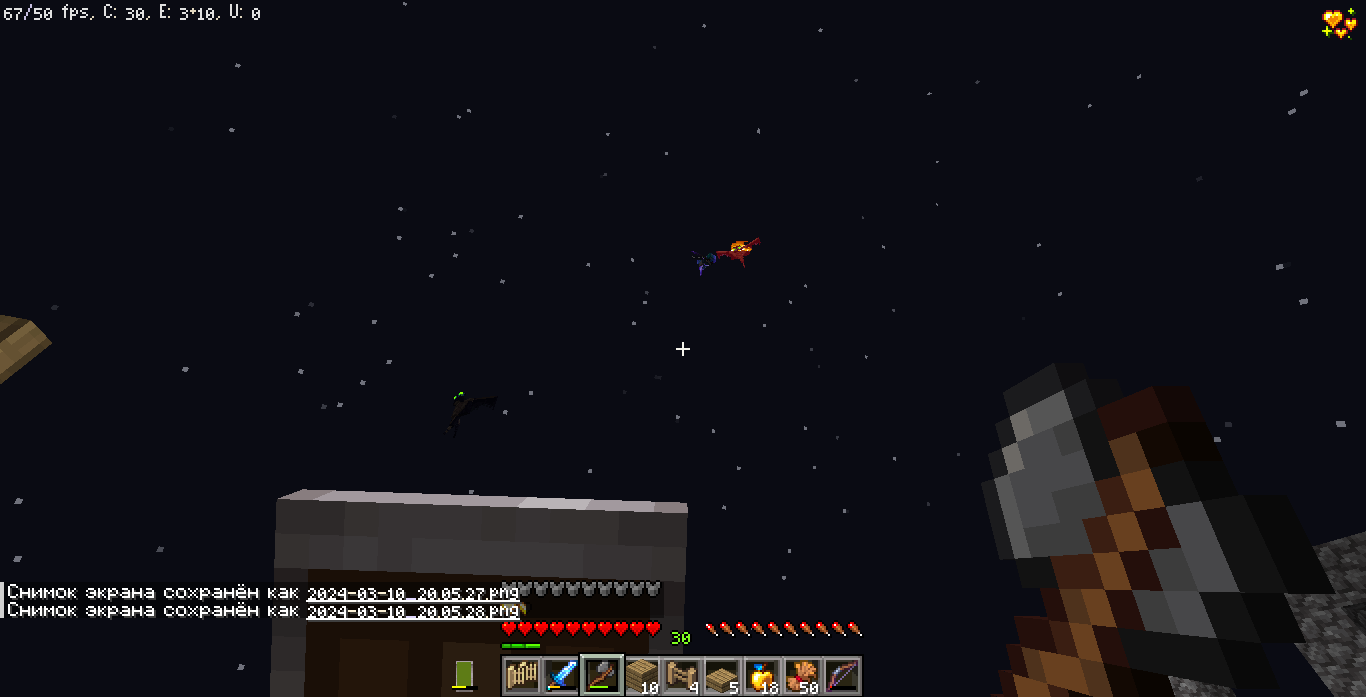 67/50 fps, C: 30, E: 3+10, U: 0
Снимок экрана сохранён как 2024-03-10_20.05.27.png
Снимок экрана сохранён как 2024-03-10_20.05.28.png
30
10 4 5 18 50